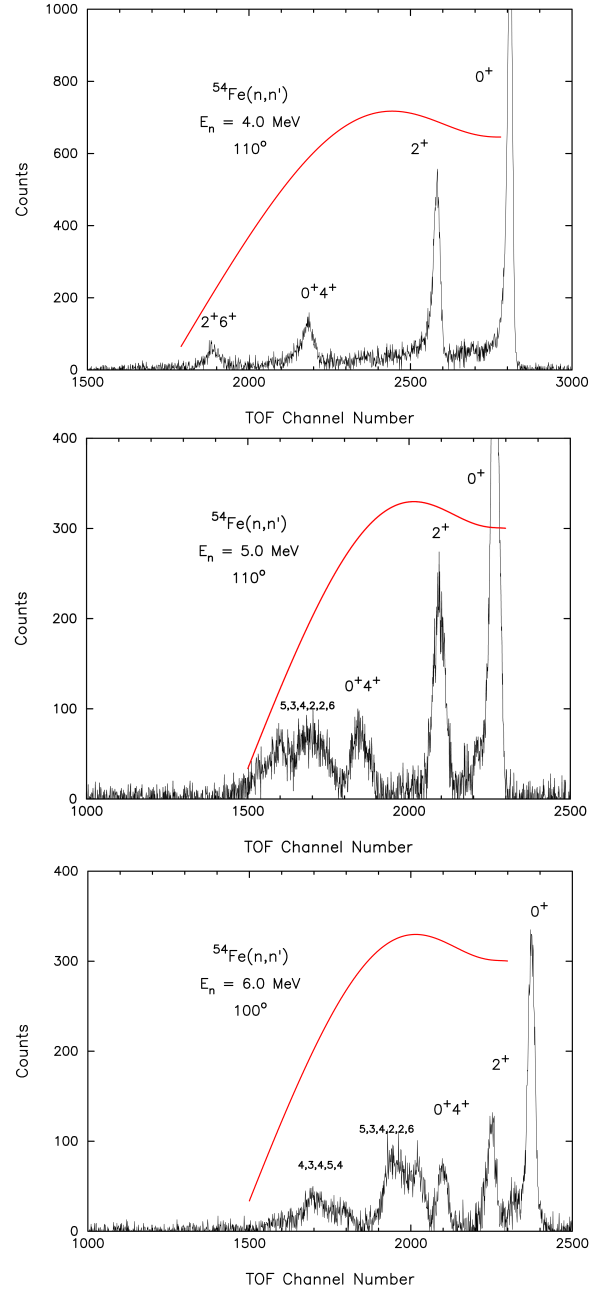 1000
800
600
400
200
0
Counts
⁵⁴Fe(n,n')
Eₙ = 4.0 MeV
110°
0⁺
2⁺
0⁺4⁺
2⁺6⁺
1500 2000 2500 3000
TOF Channel Number
400
300
200
100
0
Counts
⁵⁴Fe(n,n')
Eₙ = 5.0 MeV
110°
0⁺
2⁺
0⁺4⁺
5,3,4,2,2,6
1000 1500 2000 2500
TOF Channel Number
400
300
200
100
0
Counts
⁵⁴Fe(n,n')
Eₙ = 6.0 MeV
100°
0⁺
2⁺
0⁺4⁺
5,3,4,2,2,6
4,3,4,5,4
1000 1500 2000 2500
TOF Channel Number